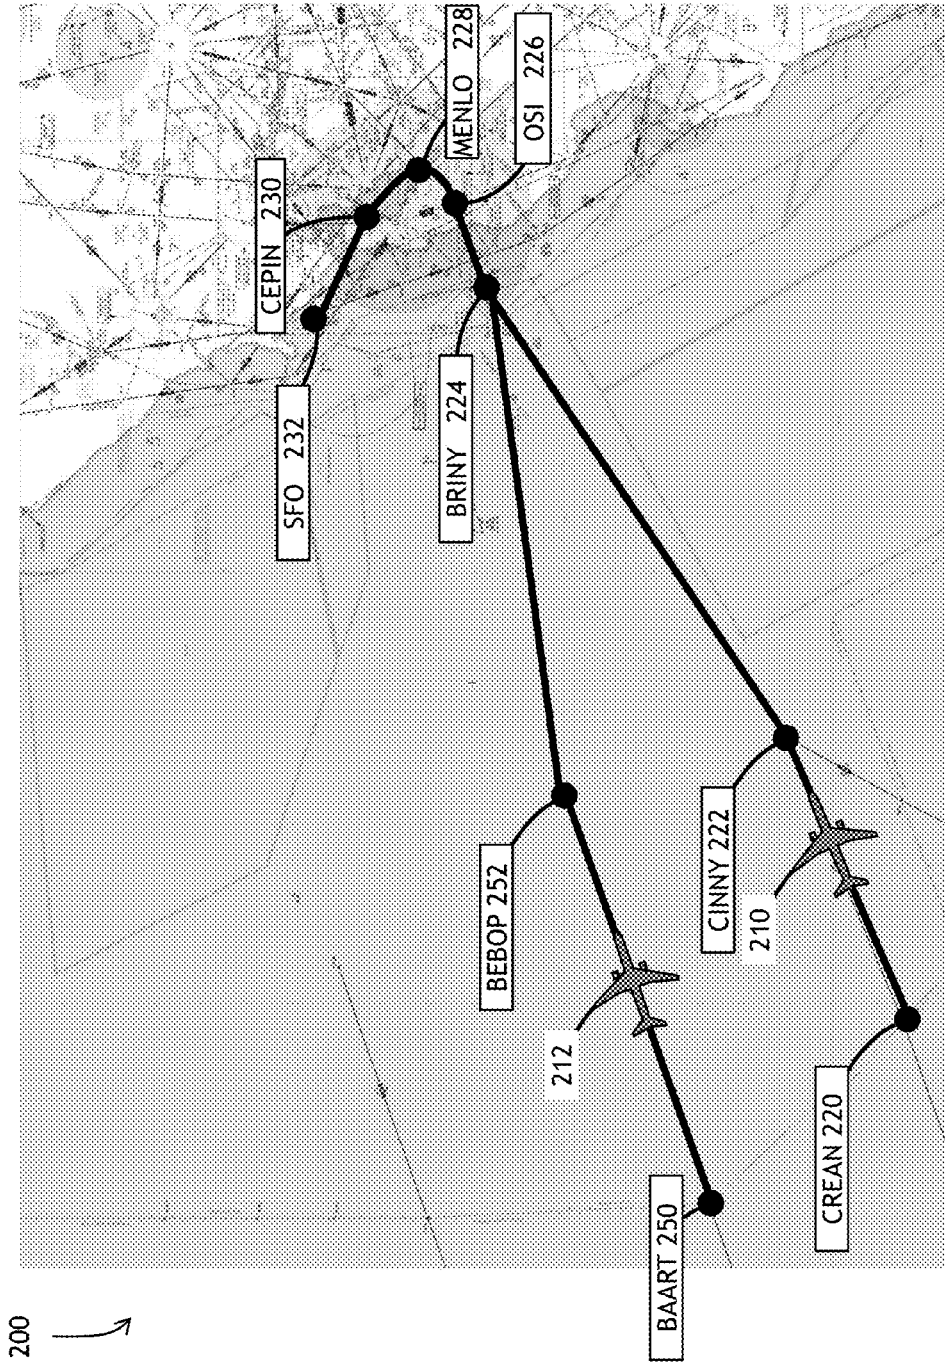 200
SFO 232
CEPIN 230
MENLO 228
OSI 226
BRINY 224
BEBOP 252
212
BAART 250
CINNY 222
210
CREAN 220